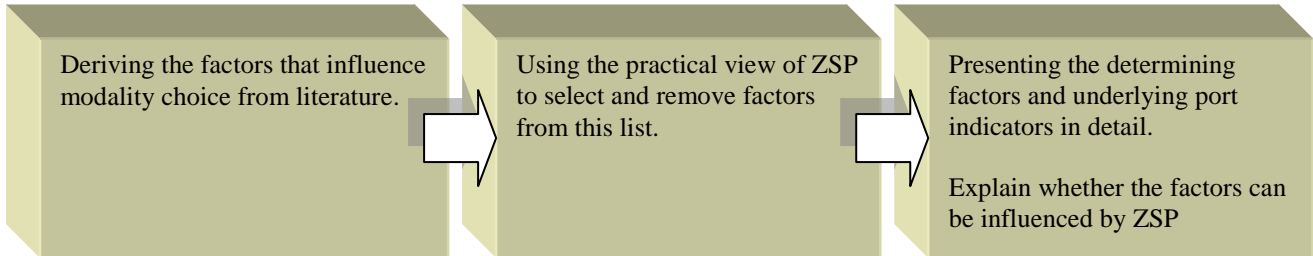 Deriving the factors that influence
modality choice from literature.
Using the practical view of ZSP
to select and remove factors
from this list.
Presenting the determining
factors and underlying port
indicators in detail.
Explain whether the factors can
be influenced by ZSP